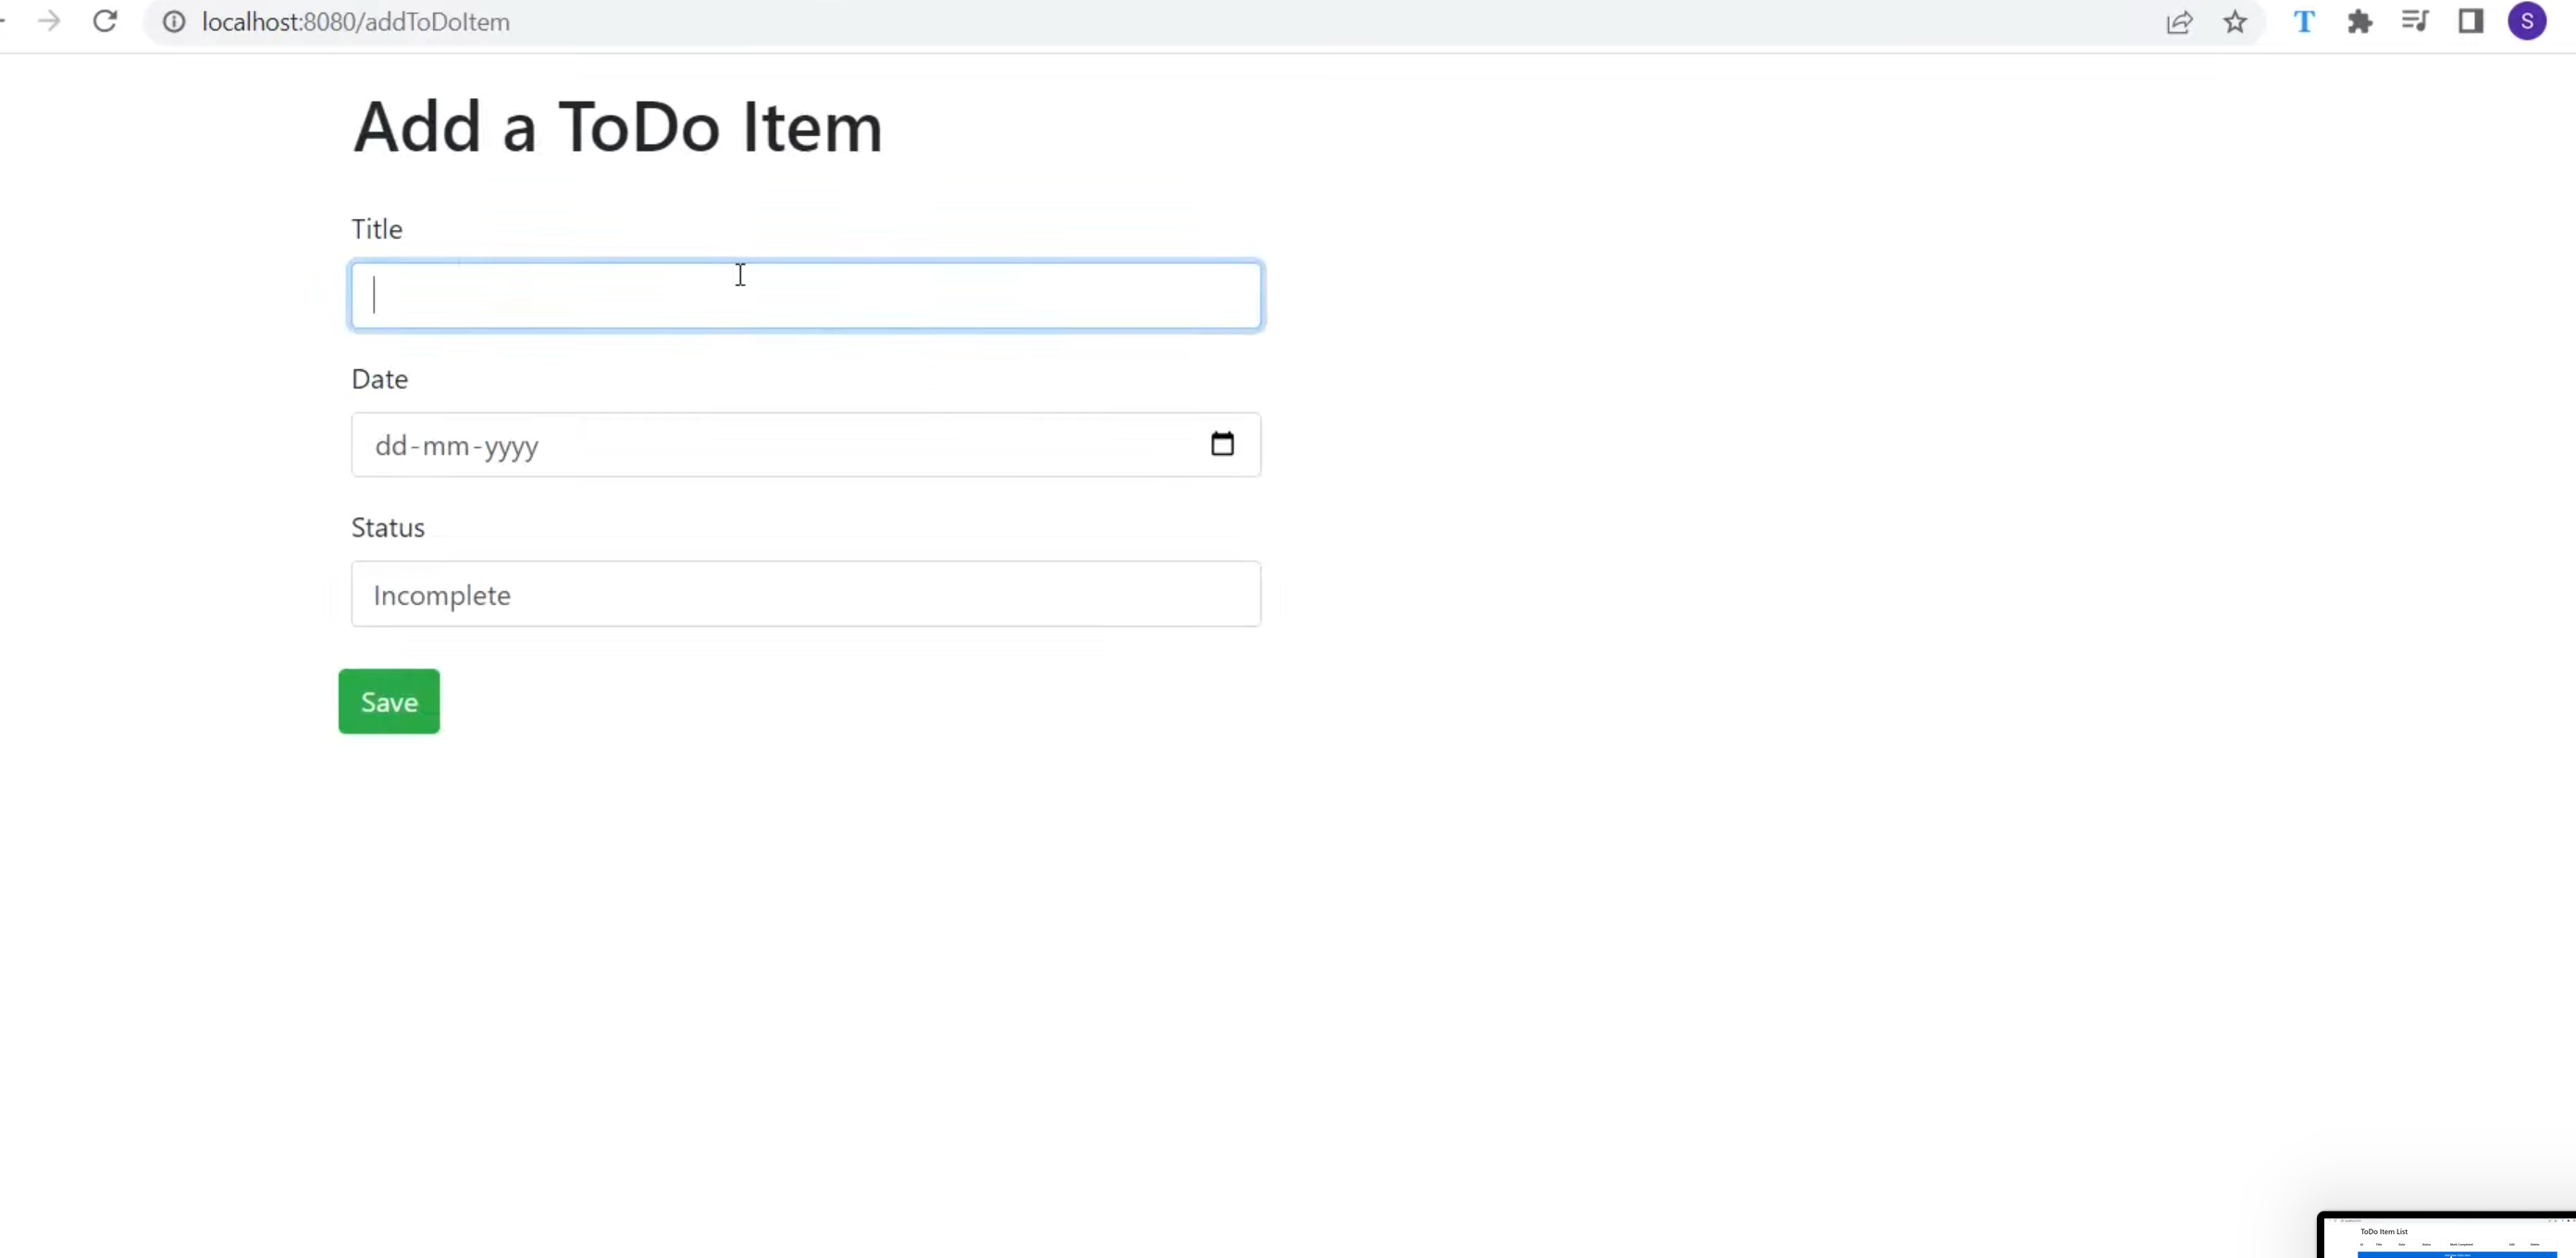 localhost:8080/addToDoItem
T
S
Add a ToDo Item
Title
Date
dd-mm-yyyy
Status
Incomplete
Save
ToDo Item List